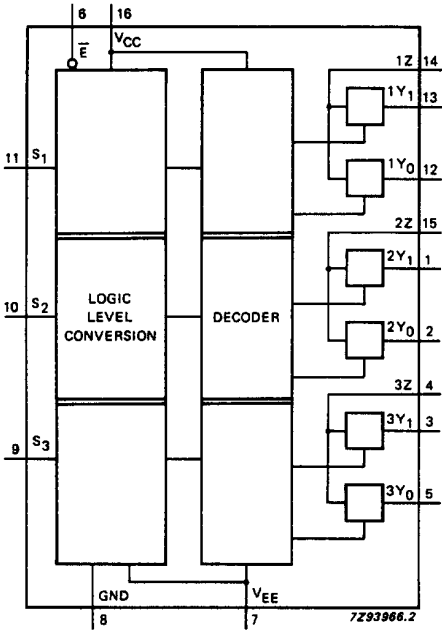 6 16
E̅ VCC
1Z 14
1Y1 13
11 S1
1Y0 12
2Z 15
2Y1 1
10 S2
LOGIC
LEVEL
CONVERSION
DECODER
2Y0 2
3Z 4
3Y1 3
9 S3
3Y0 5
GND VEE
8 7
7Z93966.2